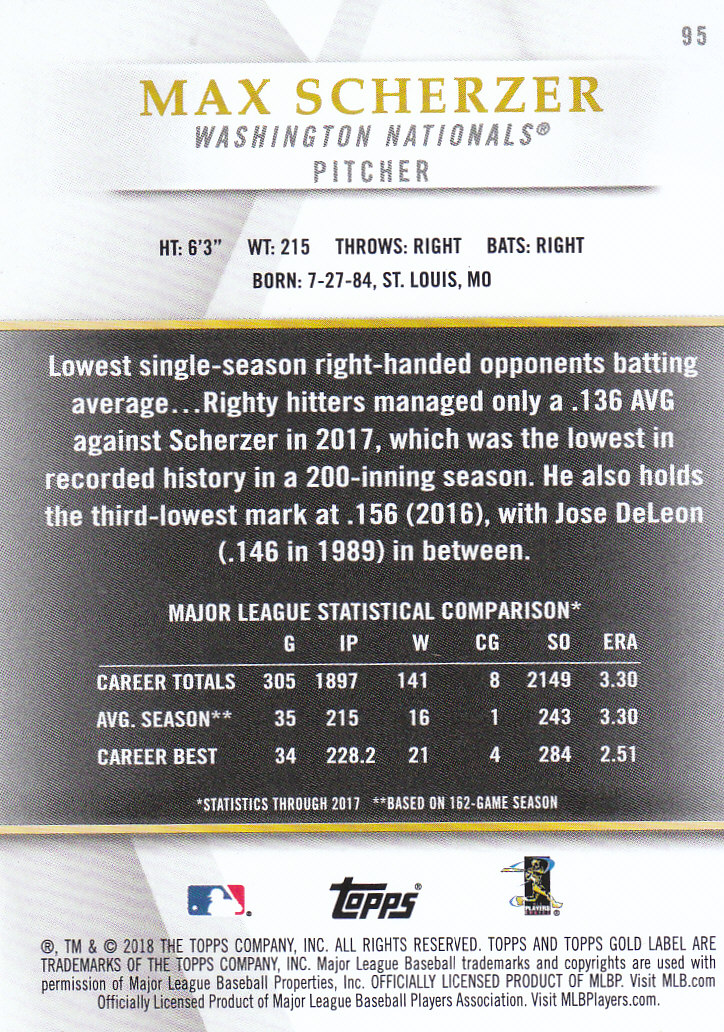 95
MAX SCHERZER
WASHINGTON NATIONALS®
PITCHER
HT: 6'3" WT: 215 THROWS: RIGHT BATS: RIGHT
BORN: 7-27-84, ST. LOUIS, MO
Lowest single-season right-handed opponents batting
average...Righty hitters managed only a .136 AVG
against Scherzer in 2017, which was the lowest in
recorded history in a 200-inning season. He also holds
the third-lowest mark at .156 (2016), with Jose DeLeon
(.146 in 1989) in between.
MAJOR LEAGUE STATISTICAL COMPARISON*
G IP W CG SO ERA
CAREER TOTALS 305 1897 141 8 2149 3.30
AVG. SEASON** 35 215 16 1 243 3.30
CAREER BEST 34 228.2 21 4 284 2.51
*STATISTICS THROUGH 2017 **BASED ON 162-GAME SEASON
topps®
PLAYERS
®, TM & © 2018 THE TOPPS COMPANY, INC. ALL RIGHTS RESERVED. TOPPS AND TOPPS GOLD LABEL ARE
TRADEMARKS OF THE TOPPS COMPANY, INC. Major League Baseball trademarks and copyrights are used with
permission of Major League Baseball Properties, Inc. OFFICIALLY LICENSED PRODUCT OF MLBP. Visit MLB.com
Officially Licensed Product of Major League Baseball Players Association. Visit MLBPlayers.com.